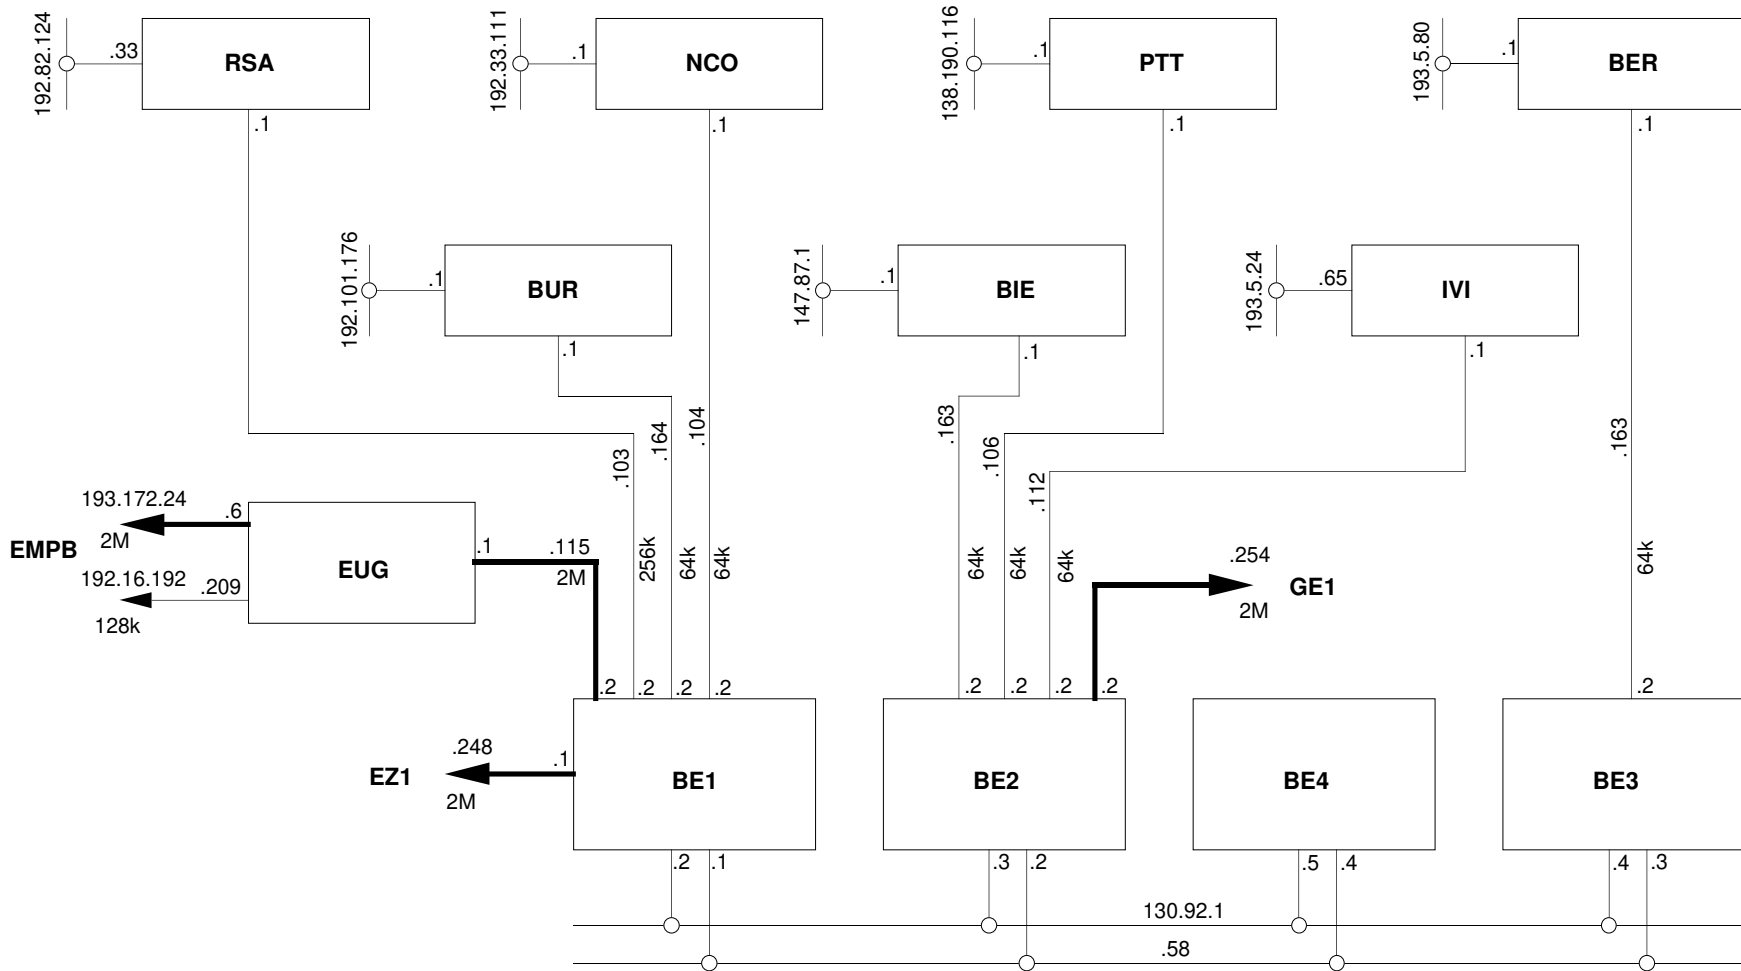 192.82.124
.33
RSA
.1
192.33.111
.1
NCO
.1
138.190.116
.1
PTT
.1
193.5.80
.1
BER
.1
192.101.176
.1
BUR
.1
147.87.1
.1
BIE
.1
193.5.24
.65
IVI
.1
.103
.164
.104
.163
.106
.112
.163
256k
64k
64k
64k
64k
64k
64k
193.172.24
.6
EMPB
2M
192.16.192
.209
128k
EUG
.1
.115
2M
.254
GE1
2M
.2
.2
.2
.2
.2
.2
.2
.2
.2
.248
.1
EZ1
2M
BE1
BE2
BE4
BE3
.2
.1
.3
.2
.5
.4
.4
.3
130.92.1
.58